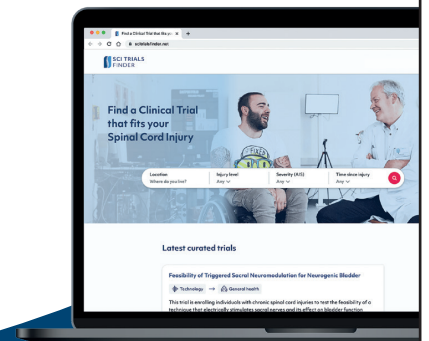 Find a Clinical Trial that fits you
scitrialsfinder.net
SCI TRIALS
FINDER
Find a Clinical Trial
that fits your
Spinal Cord Injury
Location
Where do you live?
Injury level
Any
Severity (AIS)
Any
Time since injury
Any
Latest curated trials
Feasibility of Triggered Sacral Neuromodulation for Neurogenic Bladder
Technology → General health
This trial is enrolling individuals with chronic spinal cord injuries to test the feasibility of a
technique that electrically stimulates sacral nerves and its effect on bladder function